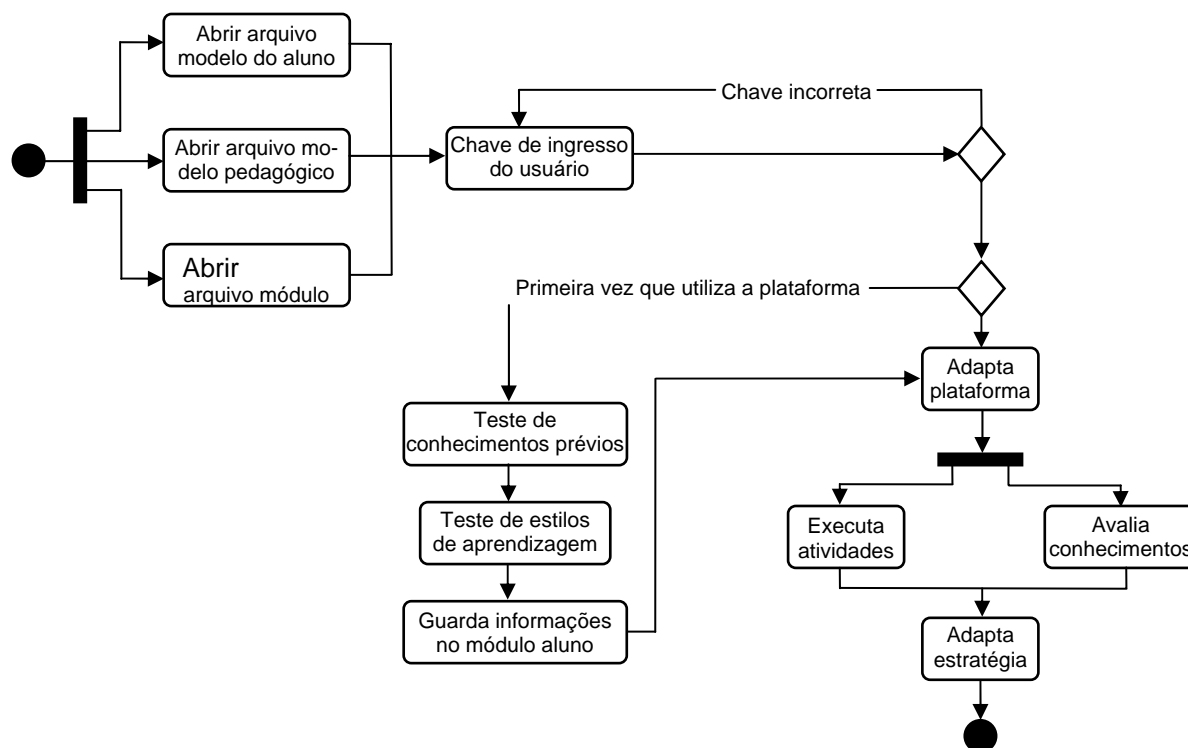 Abrir arquivo
modelo do aluno
Chave incorreta
Abrir arquivo mo-
delo pedagógico
Chave de ingresso
do usuário
Abrir
arquivo módulo
Primeira vez que utiliza a plataforma
Adapta
plataforma
Teste de
conhecimentos prévios
Teste de estilos
de aprendizagem
Executa
atividades
Avalia
conhecimentos
Guarda informações
no módulo aluno
Adapta
estratégia